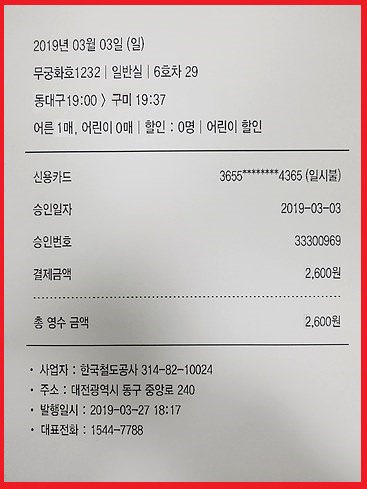 2019년 03월 03일 (일)
무궁화호1232 | 일반실 | 6호차 29
동대구19:00 > 구미 19:37
어른 1매, 어린이 0매 | 할인 : 0명 | 어린이 할인
신용카드 3655********4365 (일시불)
승인일자 2019-03-03
승인번호 33300969
결제금액 2,600원
총 영수 금액 2,600원
• 사업자 : 한국철도공사 314-82-10024
• 주소 : 대전광역시 동구 중앙로 240
• 발행일시 : 2019-03-27 18:17
• 대표전화 : 1544-7788